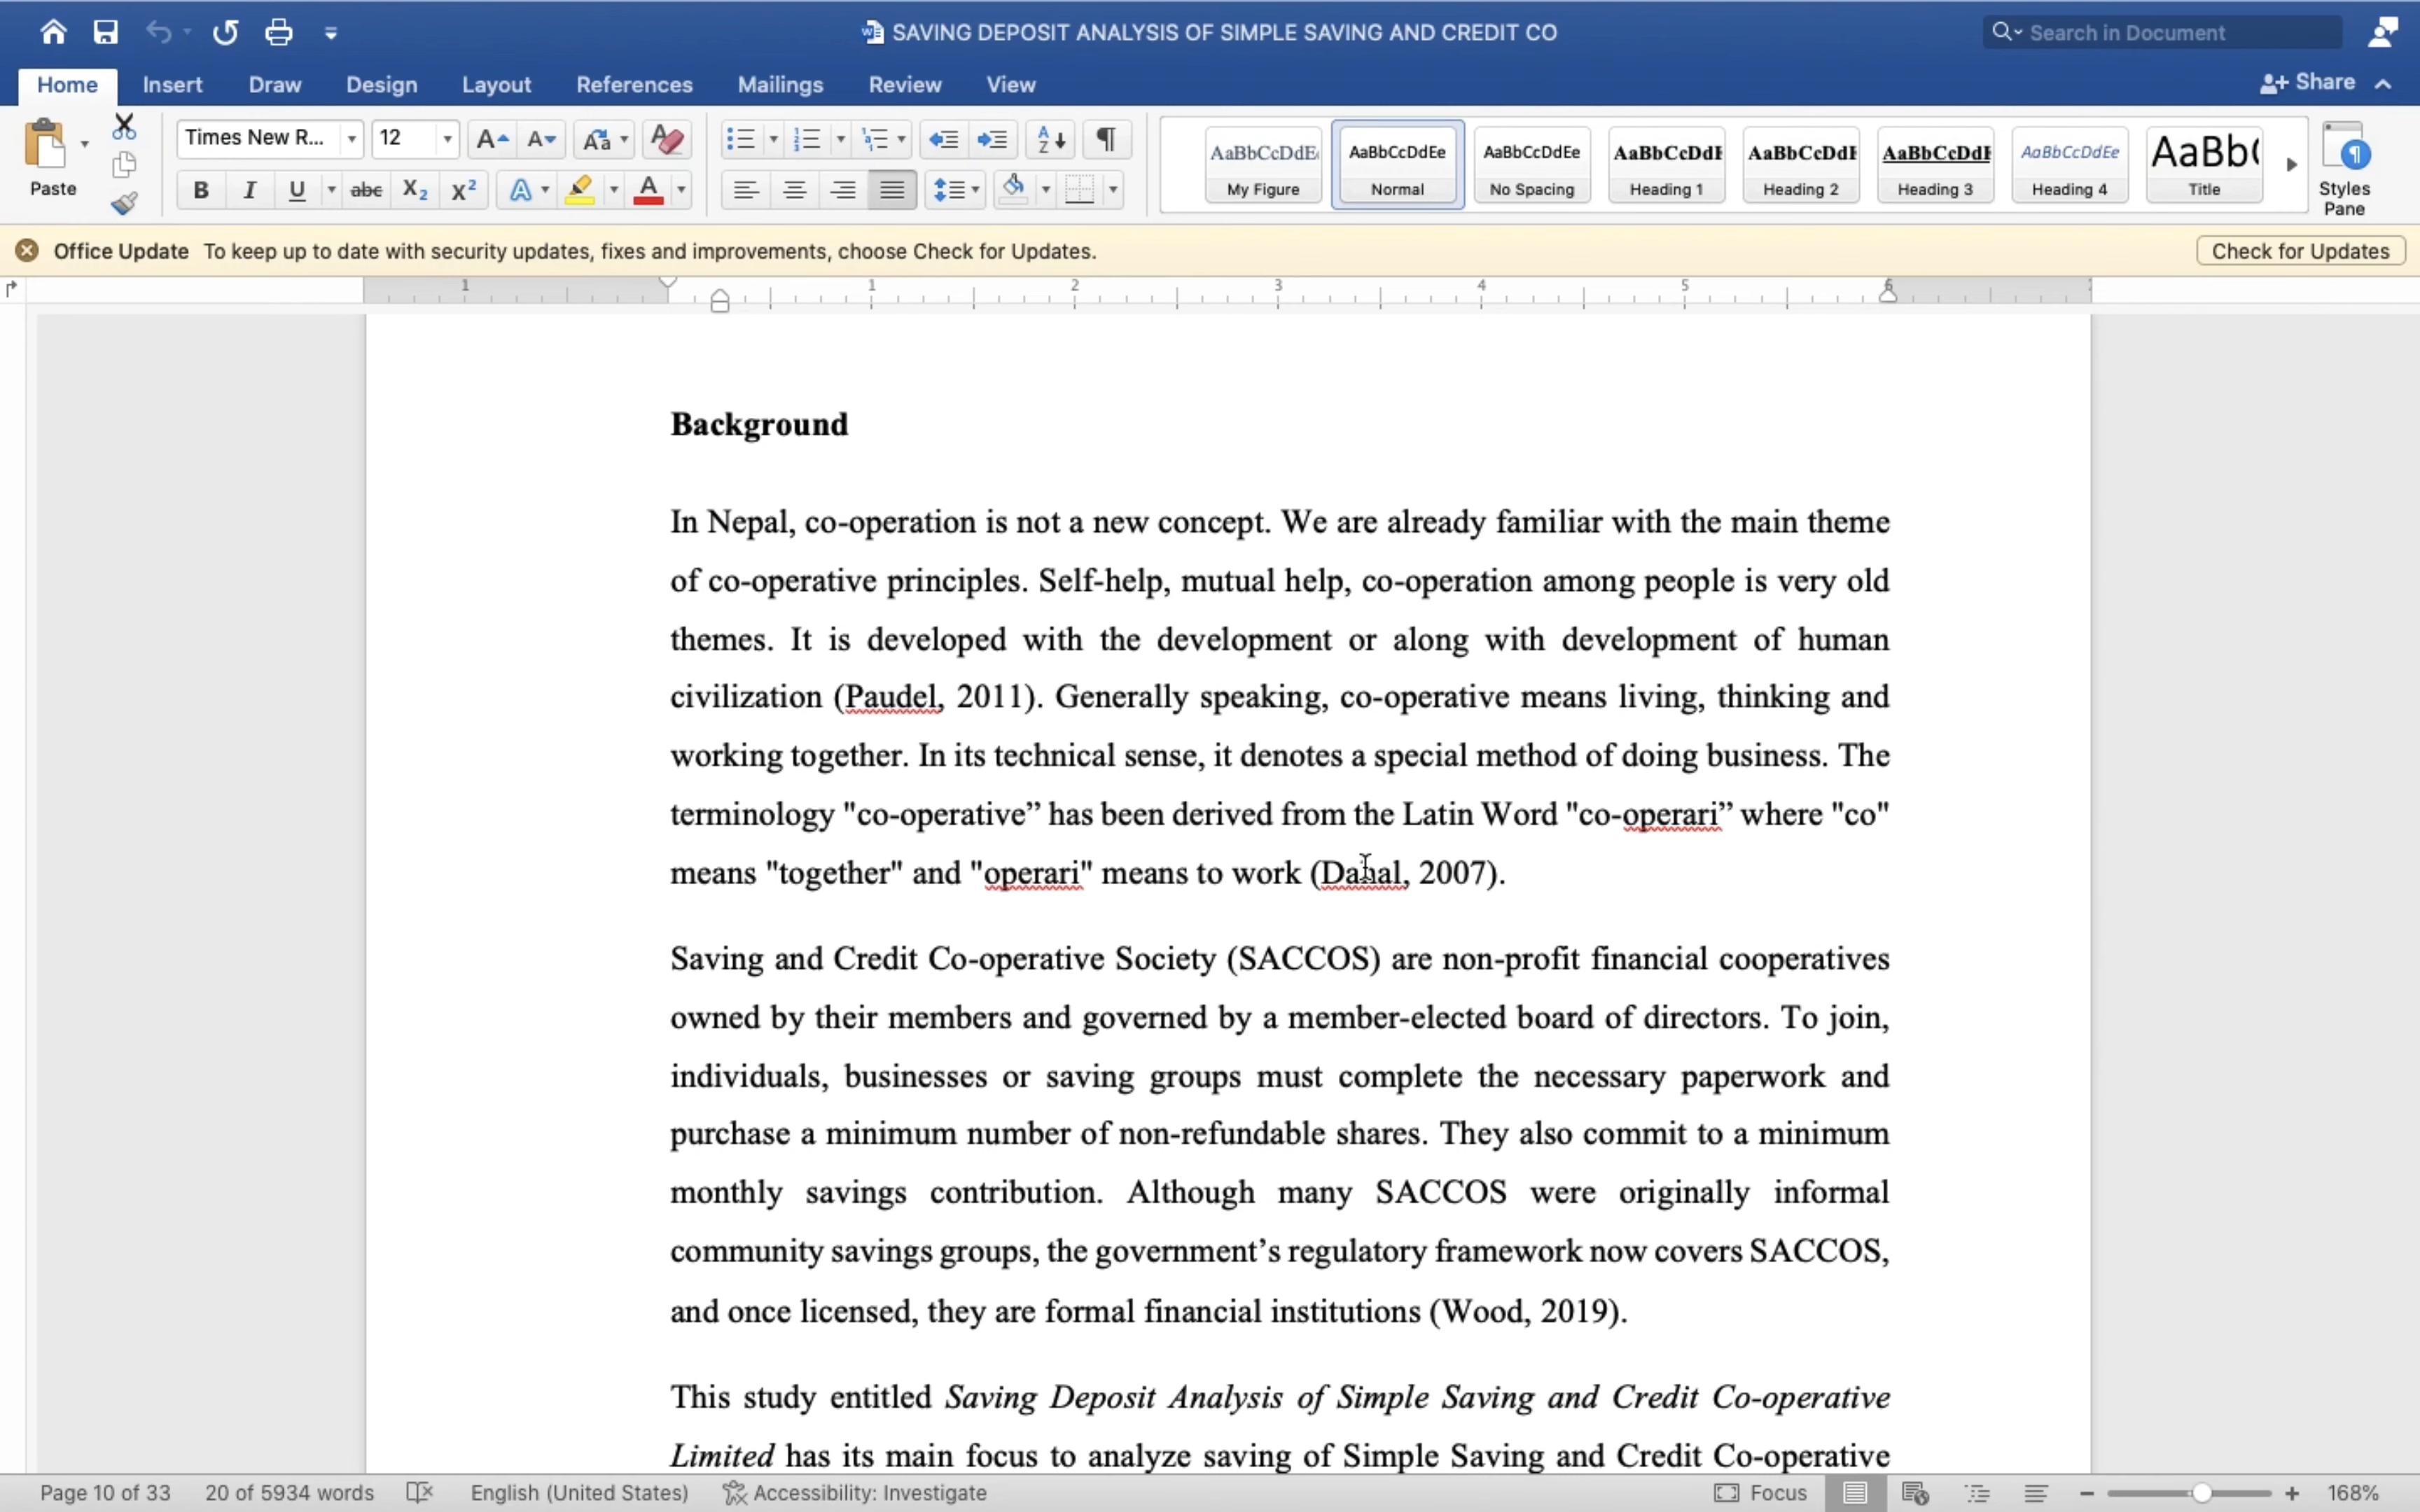 SAVING DEPOSIT ANALYSIS OF SIMPLE SAVING AND CREDIT CO
Search in Document
Home Insert Draw Design Layout References Mailings Review View
Share
Paste
Times New R... 12
AaBbCcDdEe My Figure
AaBbCcDdEe Normal
AaBbCcDdEe No Spacing
AaBbCcDdE Heading 1
AaBbCcDdE Heading 2
AaBbCcDdE Heading 3
AaBbCcDdEe Heading 4
AaBb( Title
Styles Pane
Office Update To keep up to date with security updates, fixes and improvements, choose Check for Updates.
Check for Updates
1 1 2 3 4 5 6
Background
In Nepal, co-operation is not a new concept. We are already familiar with the main theme
of co-operative principles. Self-help, mutual help, co-operation among people is very old
themes. It is developed with the development or along with development of human
civilization (Paudel, 2011). Generally speaking, co-operative means living, thinking and
working together. In its technical sense, it denotes a special method of doing business. The
terminology "co-operative” has been derived from the Latin Word "co-operari” where "co"
means "together" and "operari" means to work (Dahal, 2007).
Saving and Credit Co-operative Society (SACCOS) are non-profit financial cooperatives
owned by their members and governed by a member-elected board of directors. To join,
individuals, businesses or saving groups must complete the necessary paperwork and
purchase a minimum number of non-refundable shares. They also commit to a minimum
monthly savings contribution. Although many SACCOS were originally informal
community savings groups, the government’s regulatory framework now covers SACCOS,
and once licensed, they are formal financial institutions (Wood, 2019).
This study entitled Saving Deposit Analysis of Simple Saving and Credit Co-operative
Limited has its main focus to analyze saving of Simple Saving and Credit Co-operative
Page 10 of 33 20 of 5934 words English (United States) Accessibility: Investigate Focus 168%